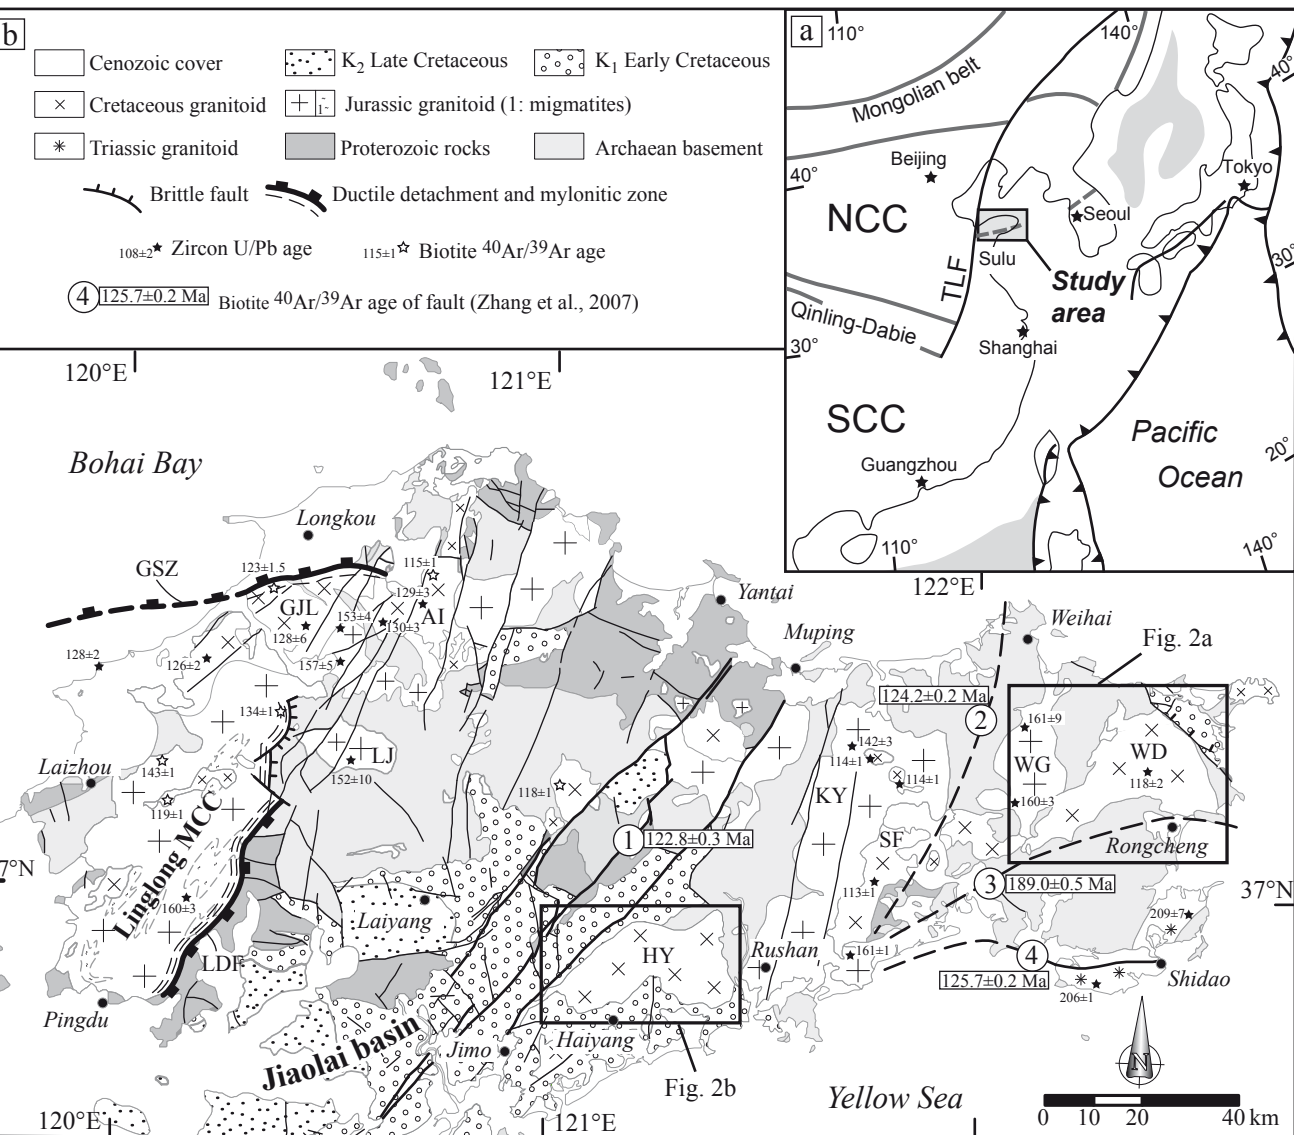 b
Cenozoic cover
K2 Late Cretaceous
K1 Early Cretaceous
Cretaceous granitoid
1
Jurassic granitoid (1: migmatites)
Triassic granitoid
Proterozoic rocks
Archaean basement
Brittle fault
Ductile detachment and mylonitic zone
108±2
Zircon U/Pb age
115±1
Biotite 40Ar/39Ar age
4
125.7±0.2 Ma
Biotite 40Ar/39Ar age of fault (Zhang et al., 2007)
a
110°
140°
Mongolian belt
40°
Beijing
Tokyo
40°
NCC
Seoul
Sulu
TLF
Study
area
30°
Qinling-Dabie
30°
Shanghai
SCC
Pacific
Ocean
20°
Guangzhou
110°
140°
120°E
121°E
122°E
Bohai Bay
Longkou
GSZ
123±1.5
115±1
129±3
GJL
153±4
AI
130±3
128±6
128±2
126±2
157±5
Yantai
Muping
Weihai
Fig. 2a
134±1
124.2±0.2 Ma
2
161±9
142±3
WD
LJ
114±1
WG
Laizhou
143±1
152±10
114±1
118±2
118±1
KY
160±3
119±1
SF
1
122.8±0.3 Ma
Rongcheng
Linglong MCC
7°N
3
189.0±0.5 Ma
113±1
37°N
160±3
Laiyang
209±7
HY
Rushan
161±1
4
LDF
125.7±0.2 Ma
Shidao
206±1
Pingdu
Haiyang
Jimo
Jiaolai basin
N
Fig. 2b
Yellow Sea
0 10 20 40 km
120°E
121°E